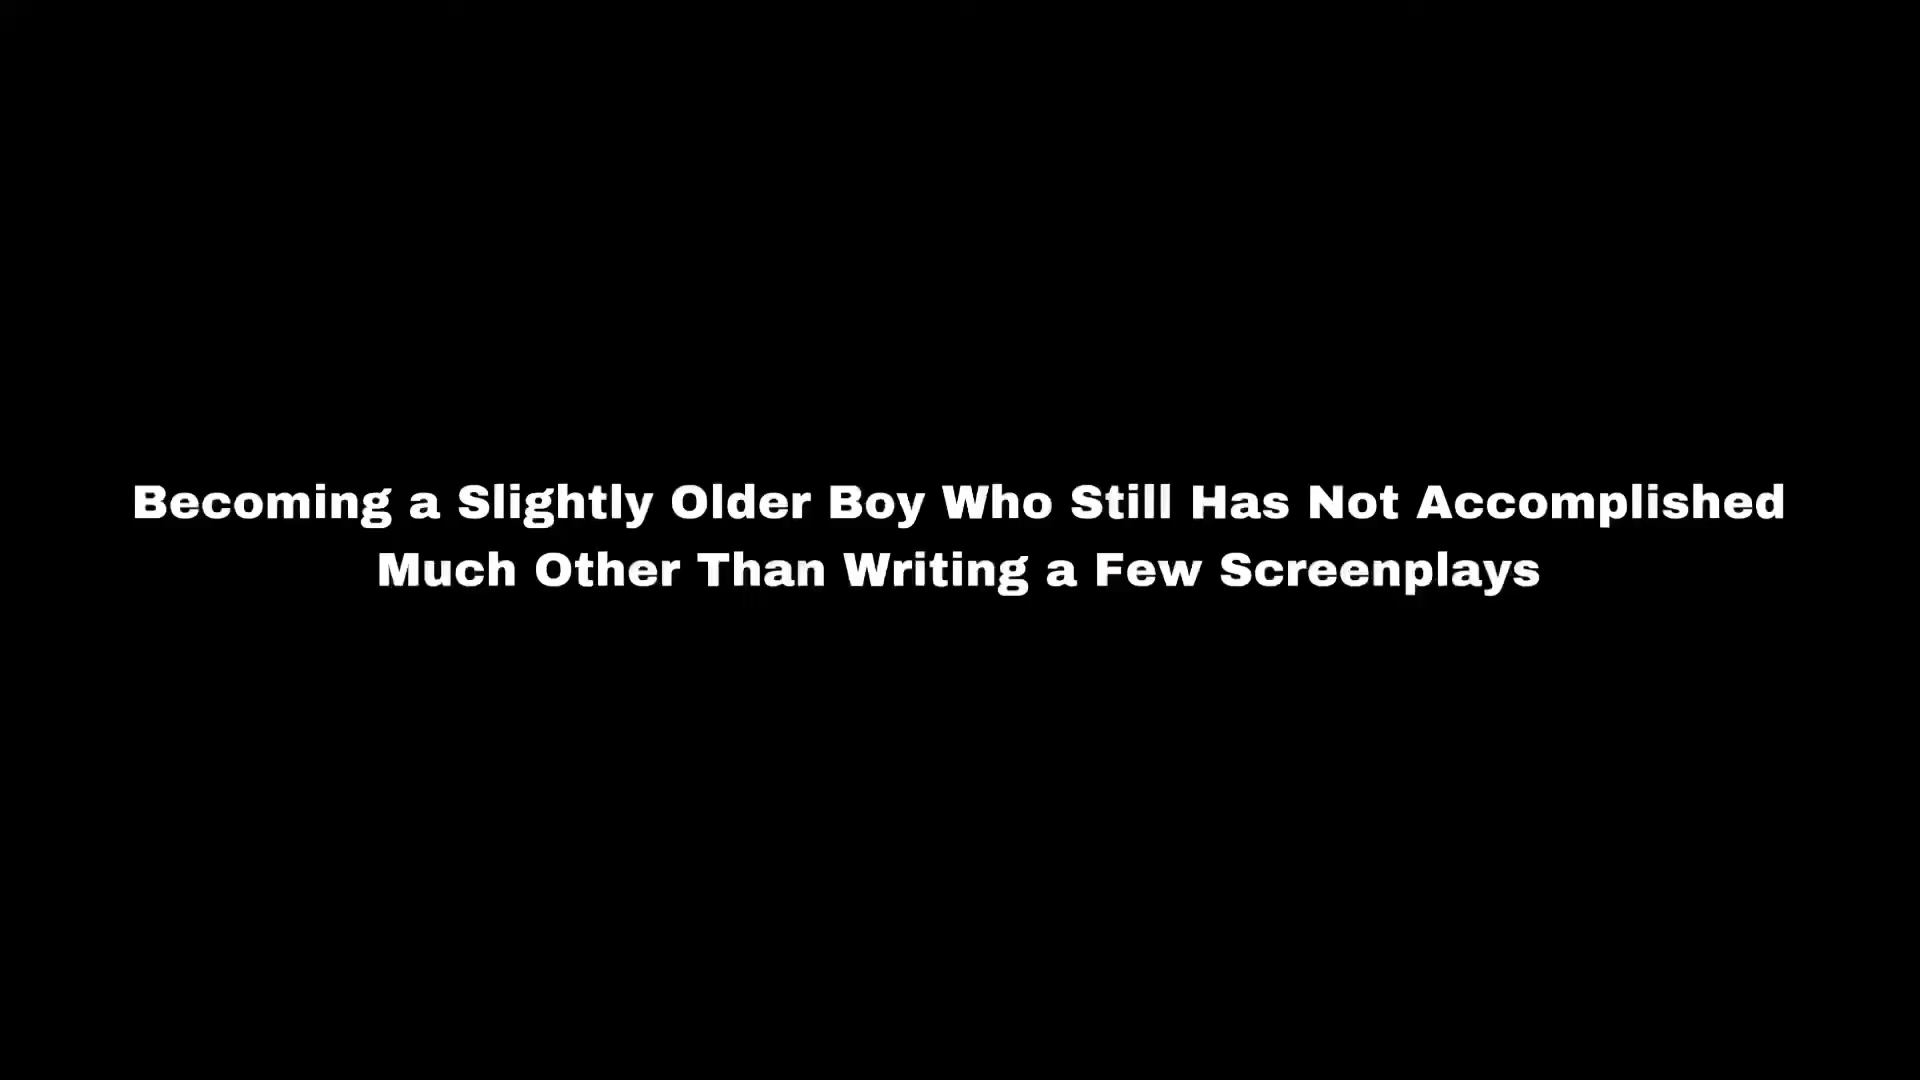 Becoming a Slightly Older Boy Who Still Has Not Accomplished
Much Other Than Writing a Few Screenplays